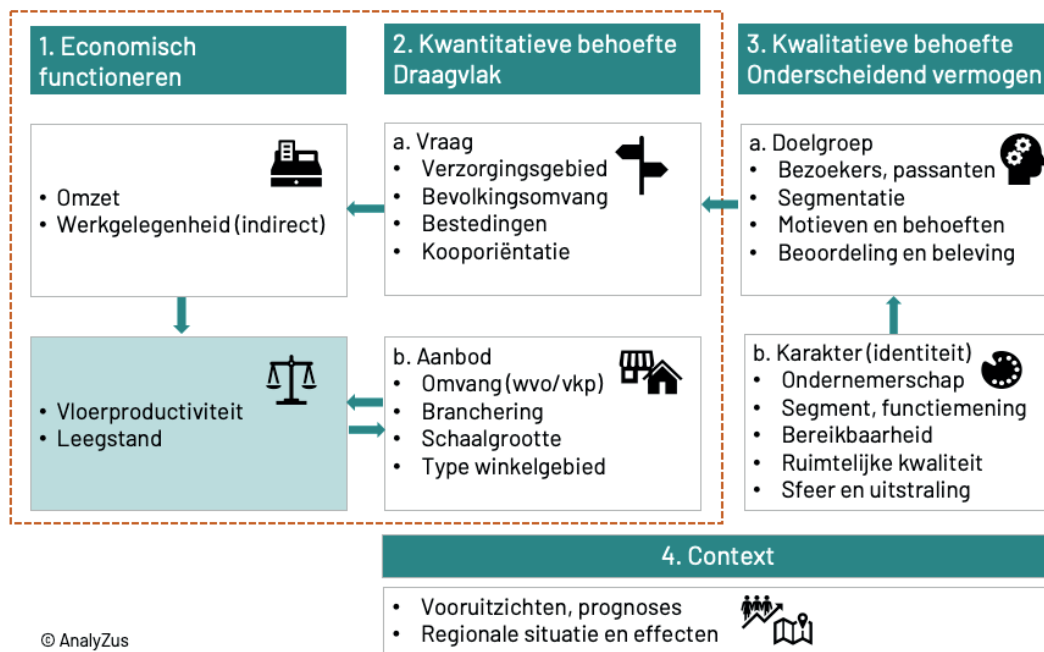 1. Economisch
functioneren
• Omzet
• Werkgelegenheid (indirect)
• Vloerproductiviteit
• Leegstand
2. Kwantitatieve behoefte
Draagvlak
a. Vraag
• Verzorgingsgebied
• Bevolkingsomvang
• Bestedingen
• Kooporiëntatie
b. Aanbod
• Omvang (wvo/vkp)
• Branchering
• Schaalgrootte
• Type winkelgebied
3. Kwalitatieve behoefte
Onderscheidend vermogen
a. Doelgroep
• Bezoekers, passanten
• Segmentatie
• Motieven en behoeften
• Beoordeling en beleving
b. Karakter (identiteit)
• Ondernemerschap
• Segment, functiemening
• Bereikbaarheid
• Ruimtelijke kwaliteit
• Sfeer en uitstraling
4. Context
• Vooruitzichten, prognoses
• Regionale situatie en effecten
© AnalyZus